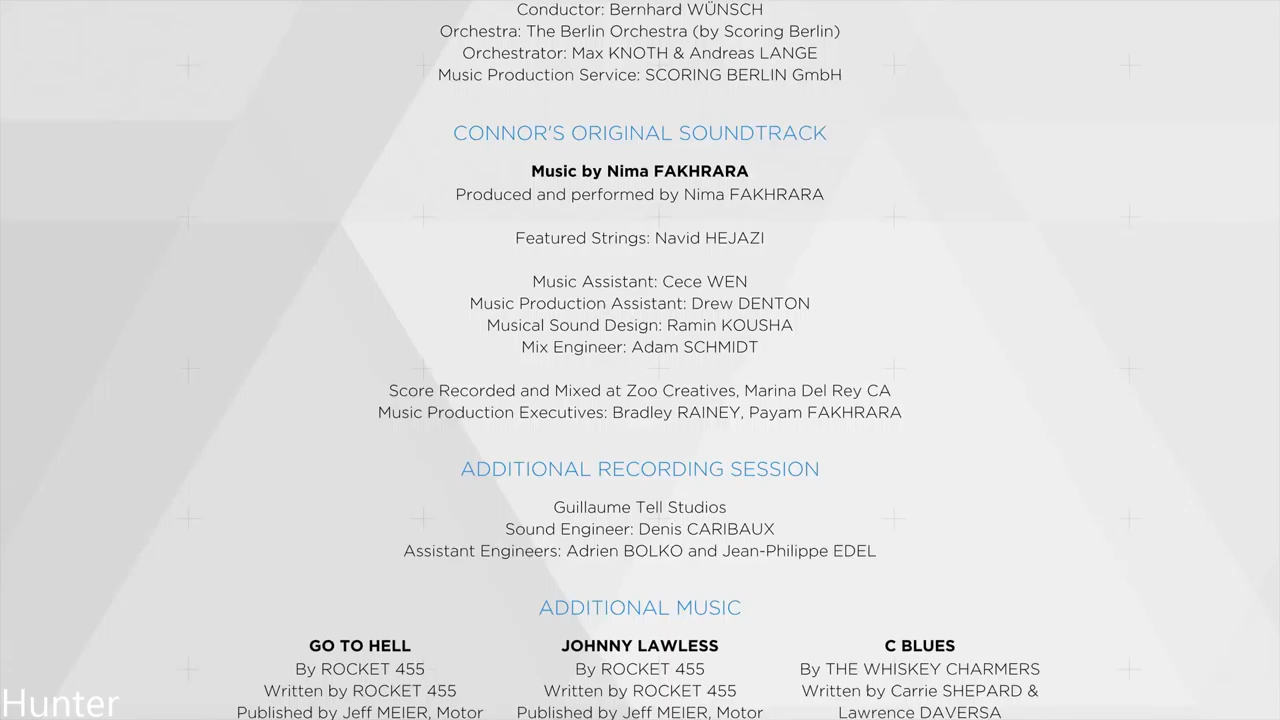 Conductor: Bernhard WÜNSCH
Orchestra: The Berlin Orchestra (by Scoring Berlin)
Orchestrator: Max KNOTH & Andreas LANGE
Music Production Service: SCORING BERLIN GmbH
CONNOR'S ORIGINAL SOUNDTRACK
Music by Nima FAKHRARA
Produced and performed by Nima FAKHRARA
Featured Strings: Navid HEJAZI
Music Assistant: Cece WEN
Music Production Assistant: Drew DENTON
Musical Sound Design: Ramin KOUSHA
Mix Engineer: Adam SCHMIDT
Score Recorded and Mixed at Zoo Creatives, Marina Del Rey CA
Music Production Executives: Bradley RAINEY, Payam FAKHRARA
ADDITIONAL RECORDING SESSION
Guillaume Tell Studios
Sound Engineer: Denis CARIBAUX
Assistant Engineers: Adrien BOLKO and Jean-Philippe EDEL
ADDITIONAL MUSIC
GO TO HELL
By ROCKET 455
Written by ROCKET 455
Published by Jeff MEIER, Motor
JOHNNY LAWLESS
By ROCKET 455
Written by ROCKET 455
Published by Jeff MEIER, Motor
C BLUES
By THE WHISKEY CHARMERS
Written by Carrie SHEPARD &
Lawrence DAVERSA
Hunter